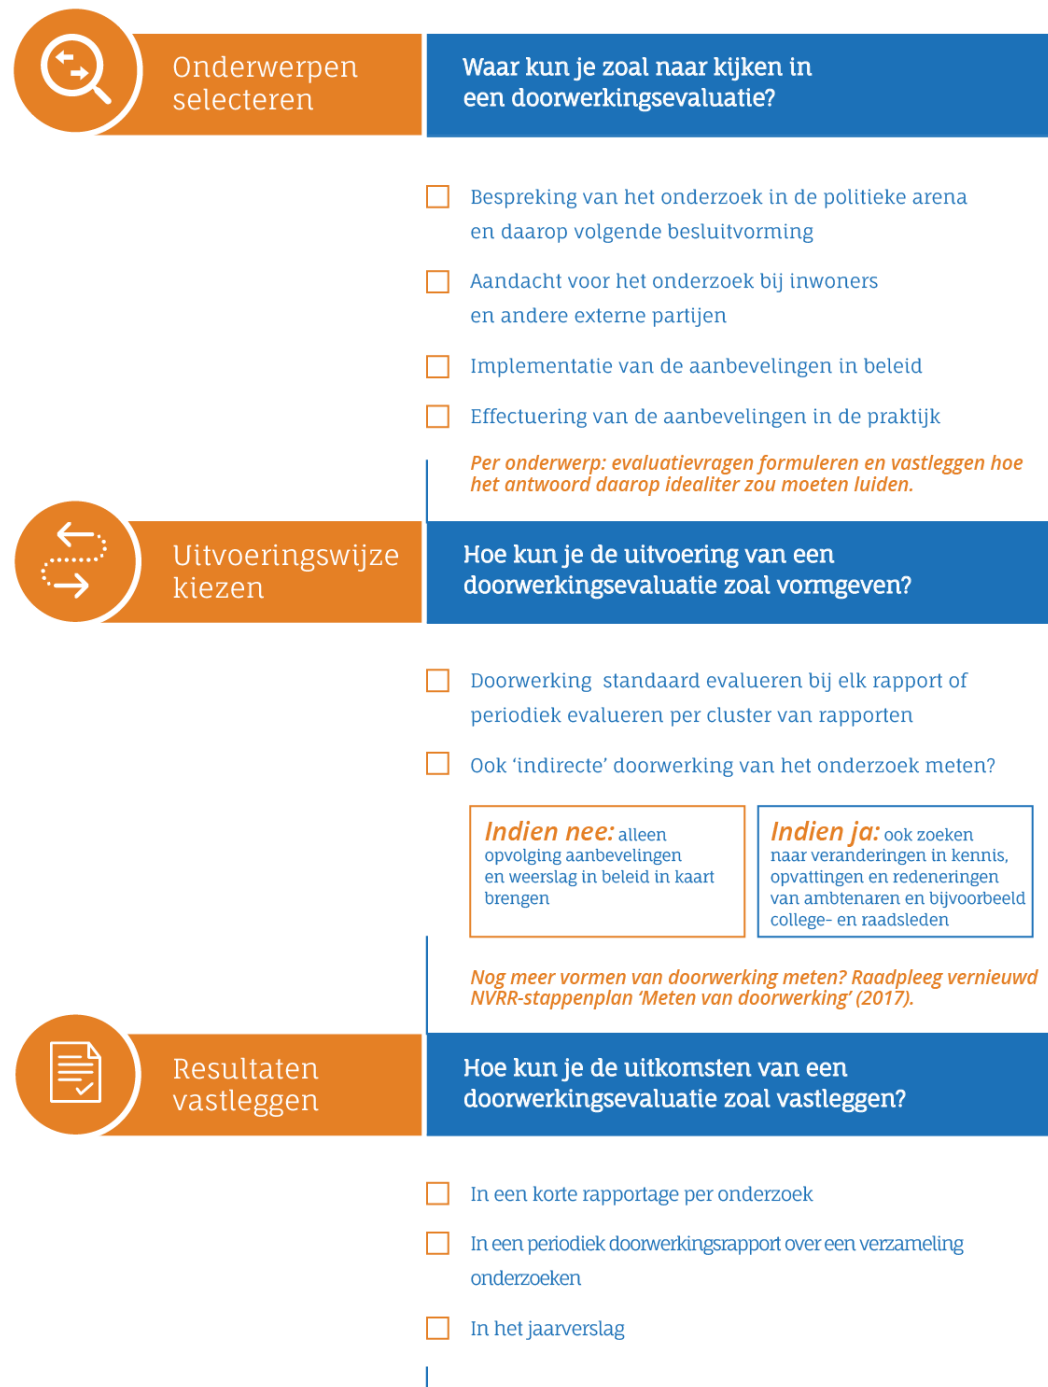 Onderwerpen
selecteren
Waar kun je zoal naar kijken in
een doorwerkingsevaluatie?
Bespreking van het onderzoek in de politieke arena
en daarop volgende besluitvorming
Aandacht voor het onderzoek bij inwoners
en andere externe partijen
Implementatie van de aanbevelingen in beleid
Effectuering van de aanbevelingen in de praktijk
Per onderwerp: evaluatievragen formuleren en vastleggen hoe
het antwoord daarop idealiter zou moeten luiden.
Uitvoeringswijze
kiezen
Hoe kun je de uitvoering van een
doorwerkingsevaluatie zoal vormgeven?
Doorwerking standaard evalueren bij elk rapport of
periodiek evalueren per cluster van rapporten
Ook ‘indirecte’ doorwerking van het onderzoek meten?
Indien nee: alleen
opvolging aanbevelingen
en weerslag in beleid in kaart
brengen
Indien ja: ook zoeken
naar veranderingen in kennis,
opvattingen en redeneringen
van ambtenaren en bijvoorbeeld
college- en raadsleden
Nog meer vormen van doorwerking meten? Raadpleeg vernieuwd
NVRR-stappenplan ‘Meten van doorwerking’ (2017).
Resultaten
vastleggen
Hoe kun je de uitkomsten van een
doorwerkingsevaluatie zoal vastleggen?
In een korte rapportage per onderzoek
In een periodiek doorwerkingsrapport over een verzameling
onderzoeken
In het jaarverslag